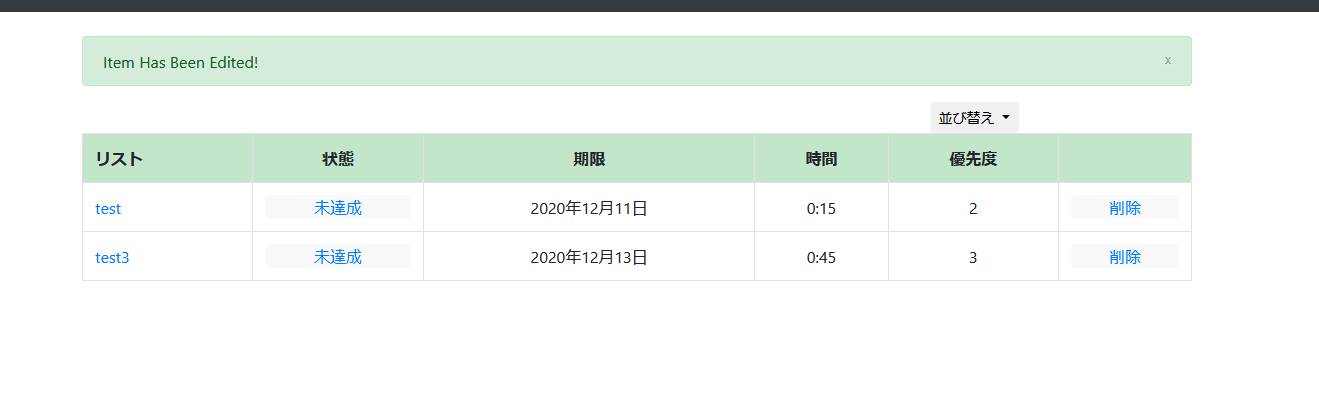 Item Has Been Edited! x
並び替え
リスト 状態 期限 時間 優先度
test 未達成 2020年12月11日 0:15 2 削除
test3 未達成 2020年12月13日 0:45 3 削除